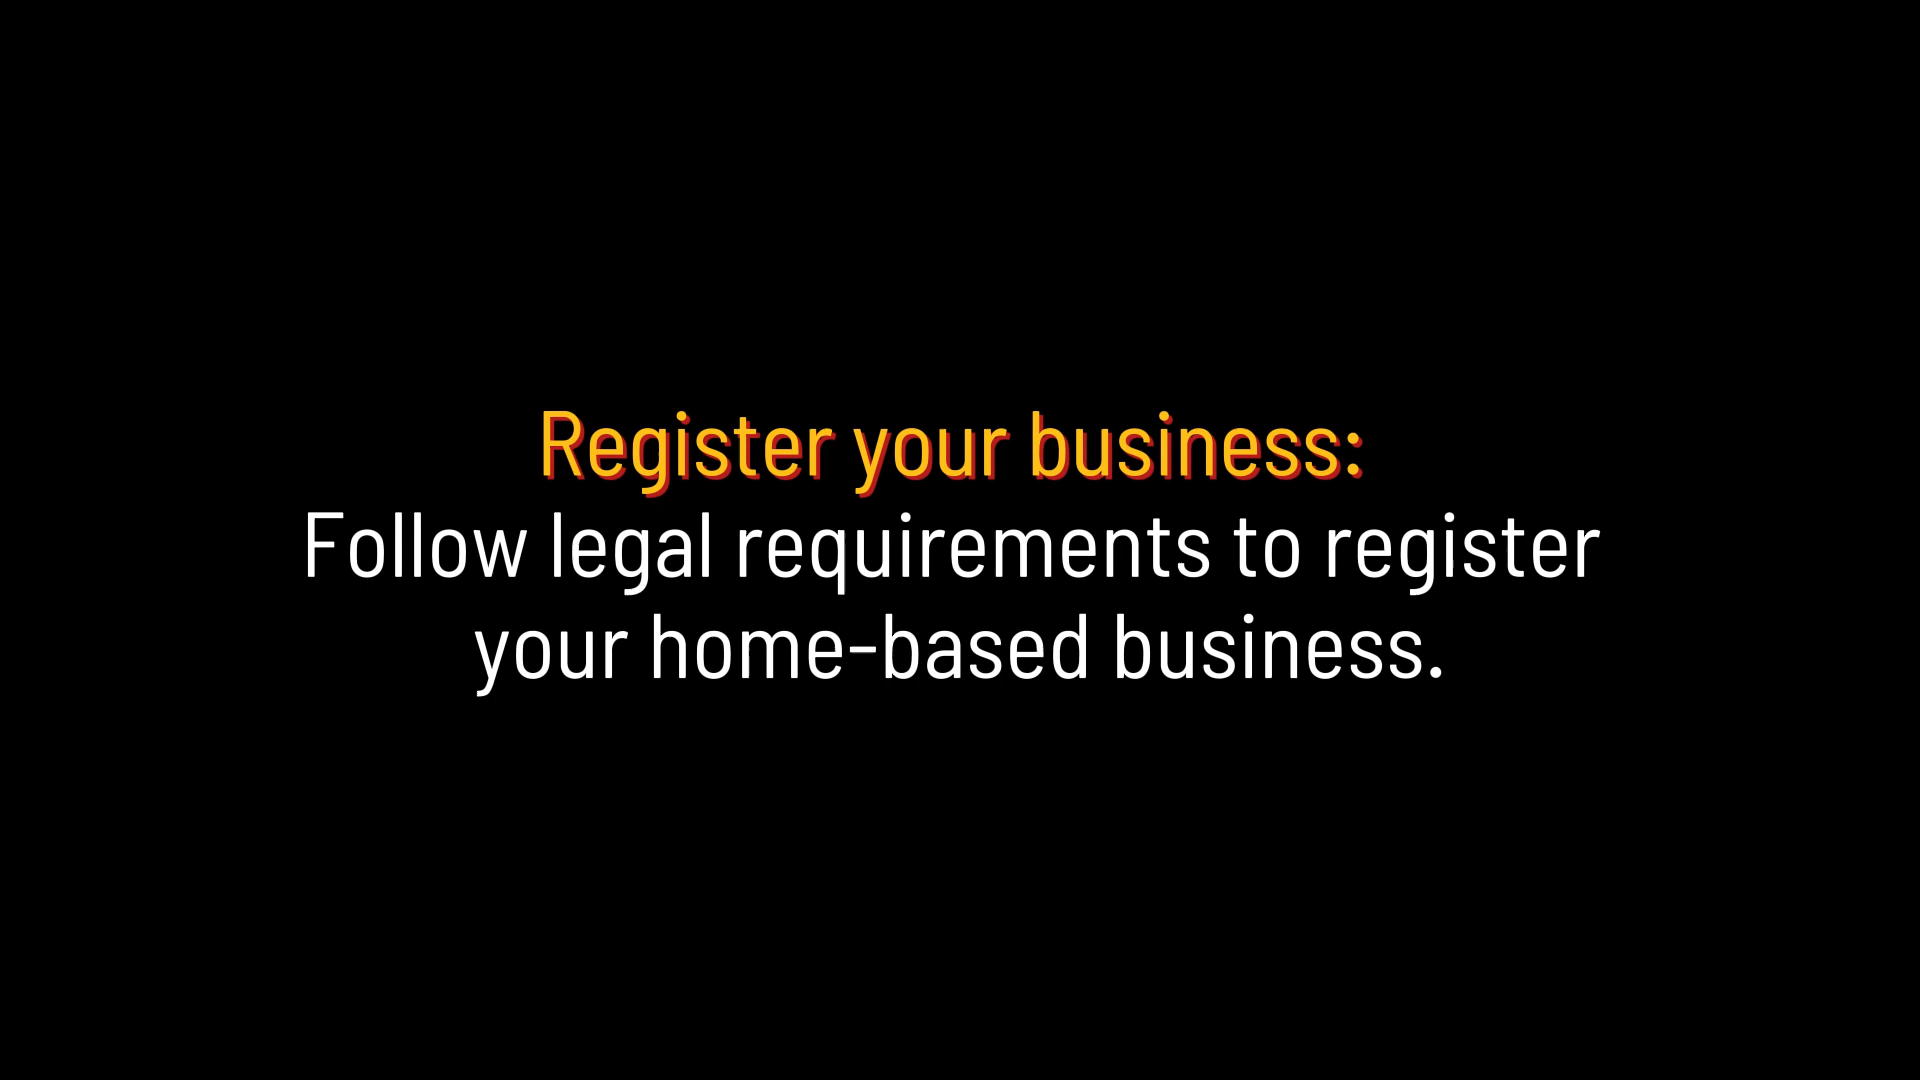 Register your business:
Follow legal requirements to register
your home-based business.